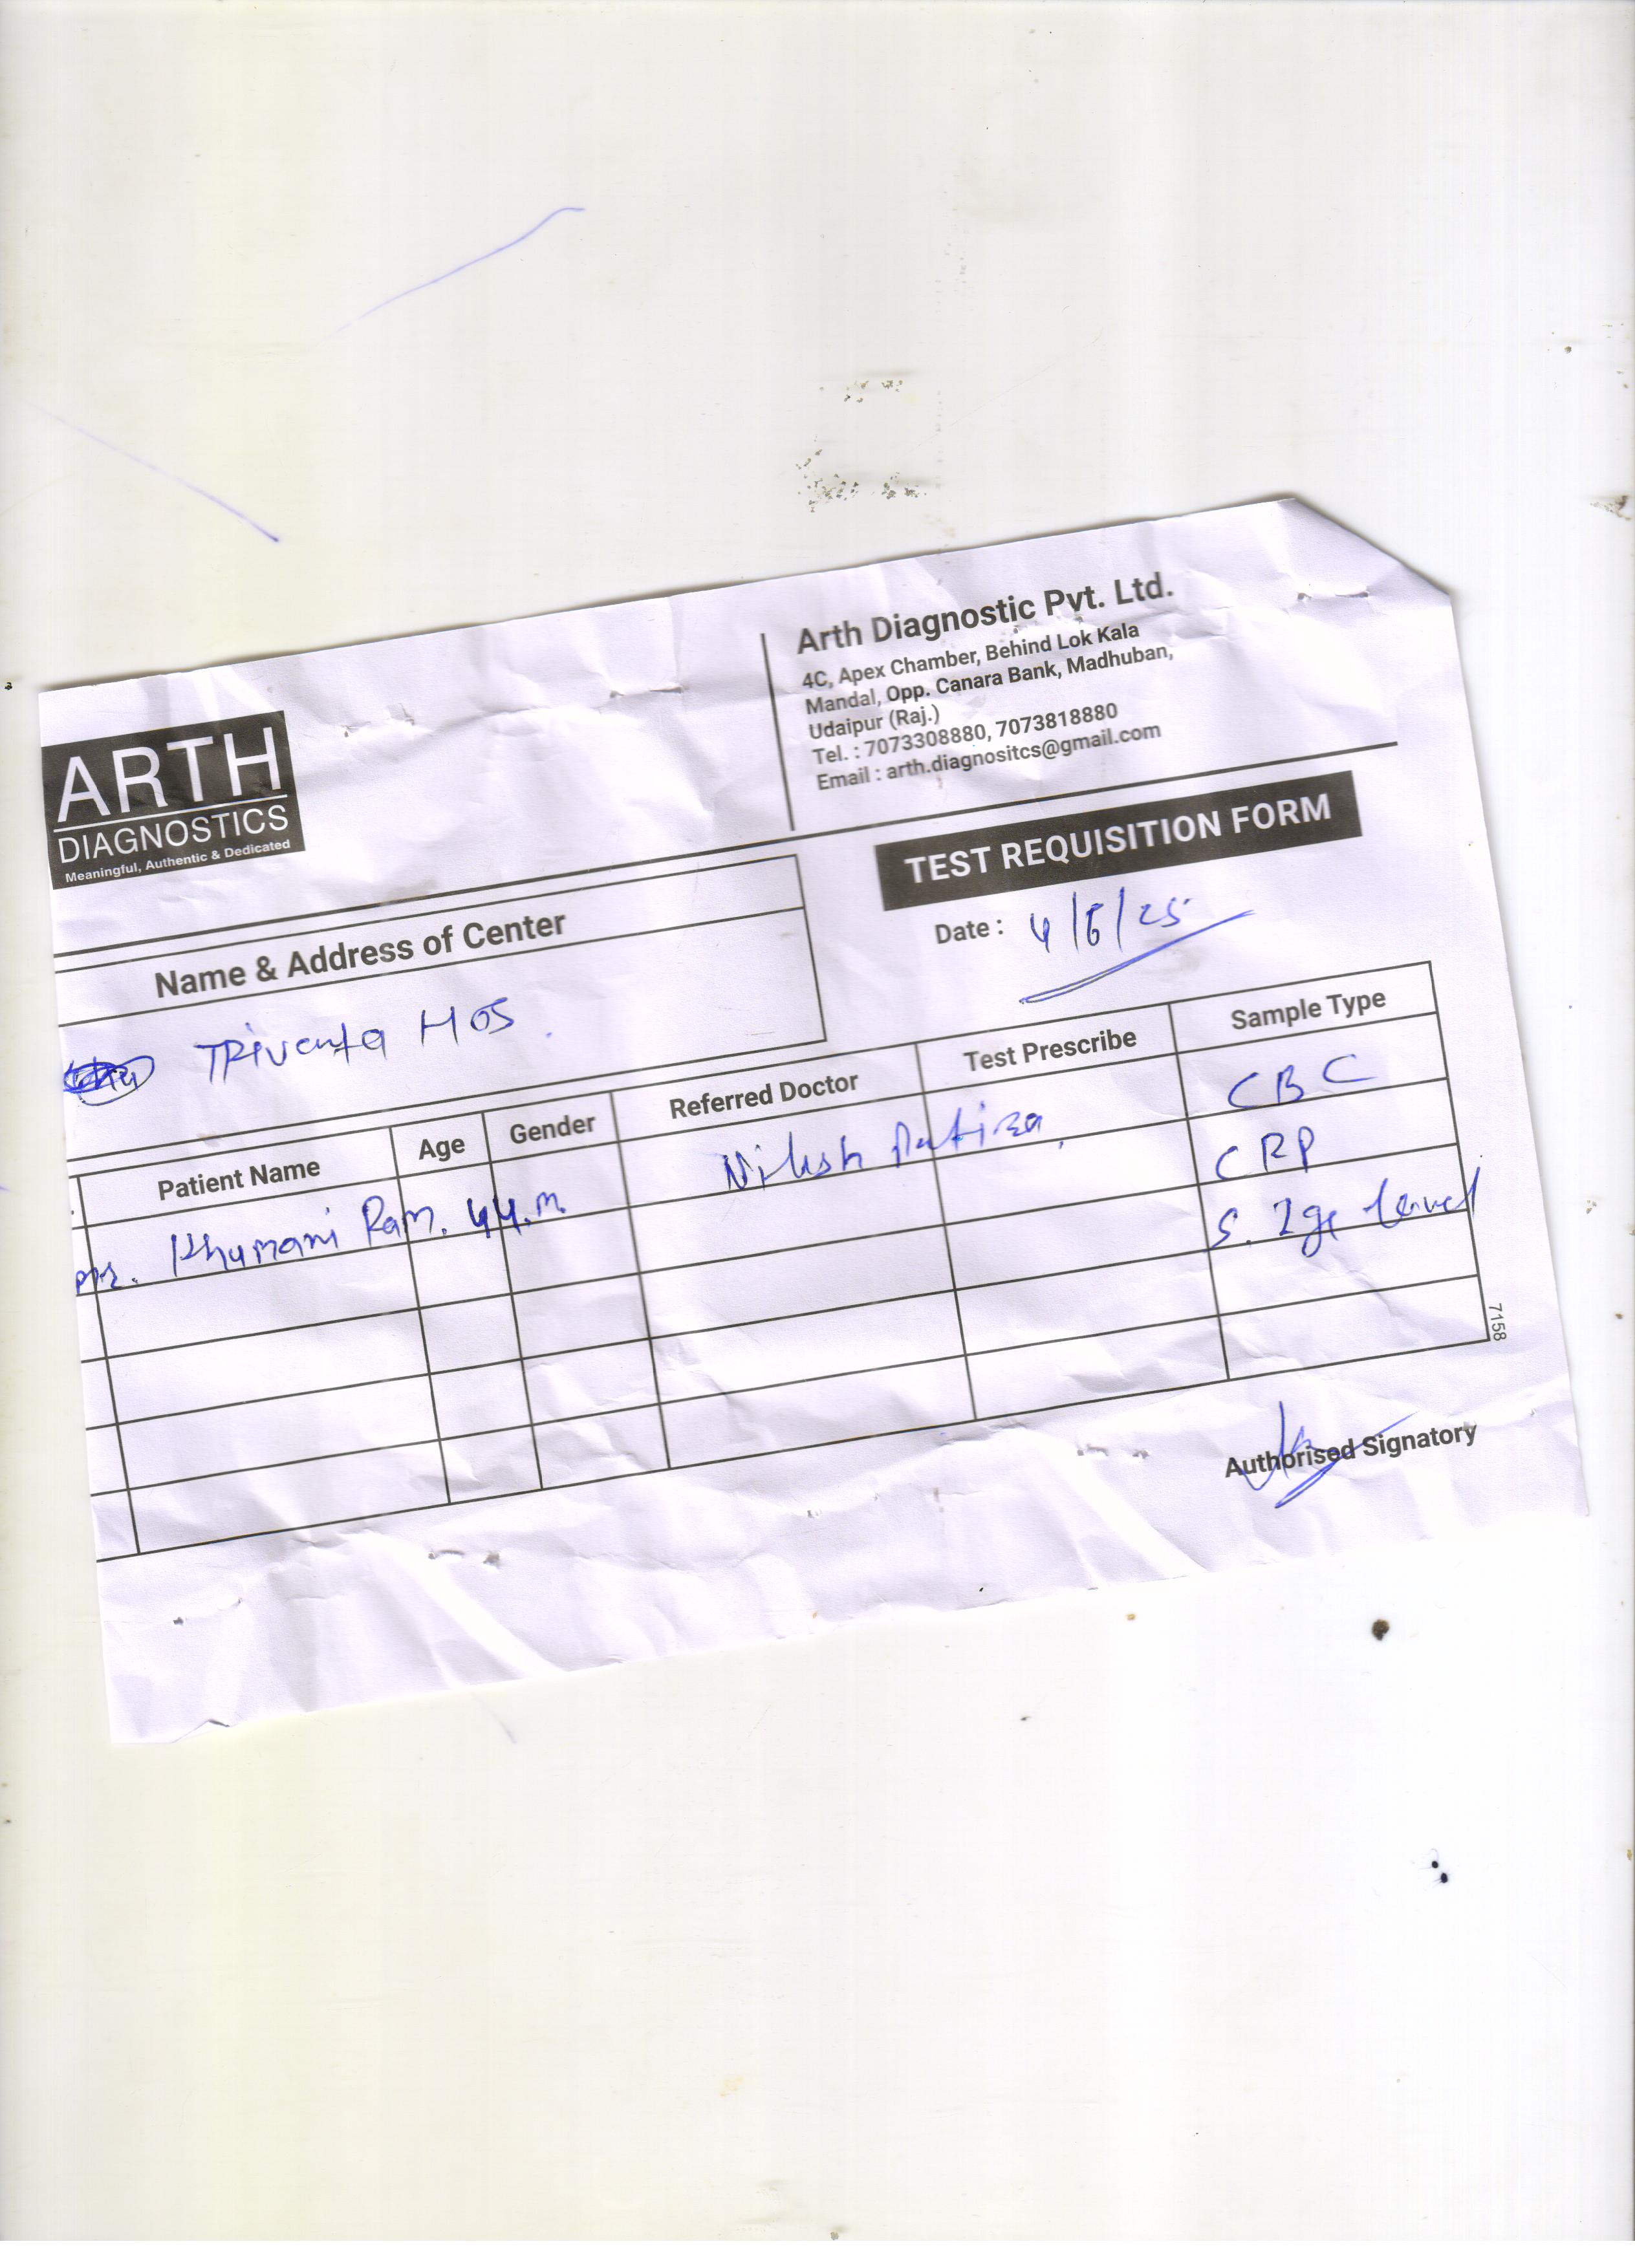 ARTH
DIAGNOSTICS
Meaningful, Authentic & Dedicated
Arth Diagnostic Pvt. Ltd.
4C, Apex Chamber, Behind Lok Kala
Mandal, Opp. Canara Bank, Madhuban,
Udaipur (Raj.)
Tel. : 7073308880, 7073818880
Email : arth.diagnositcs@gmail.com
TEST REQUISITION FORM
Name & Address of Center
Date : 4/6/25
TRiventa HOS
Patient Name Age Gender Referred Doctor Test Prescribe Sample Type
Mr. Khumani Ram. 44. M Nilesh CBC
CRP
S. Ige level
7158
Authorised Signatory